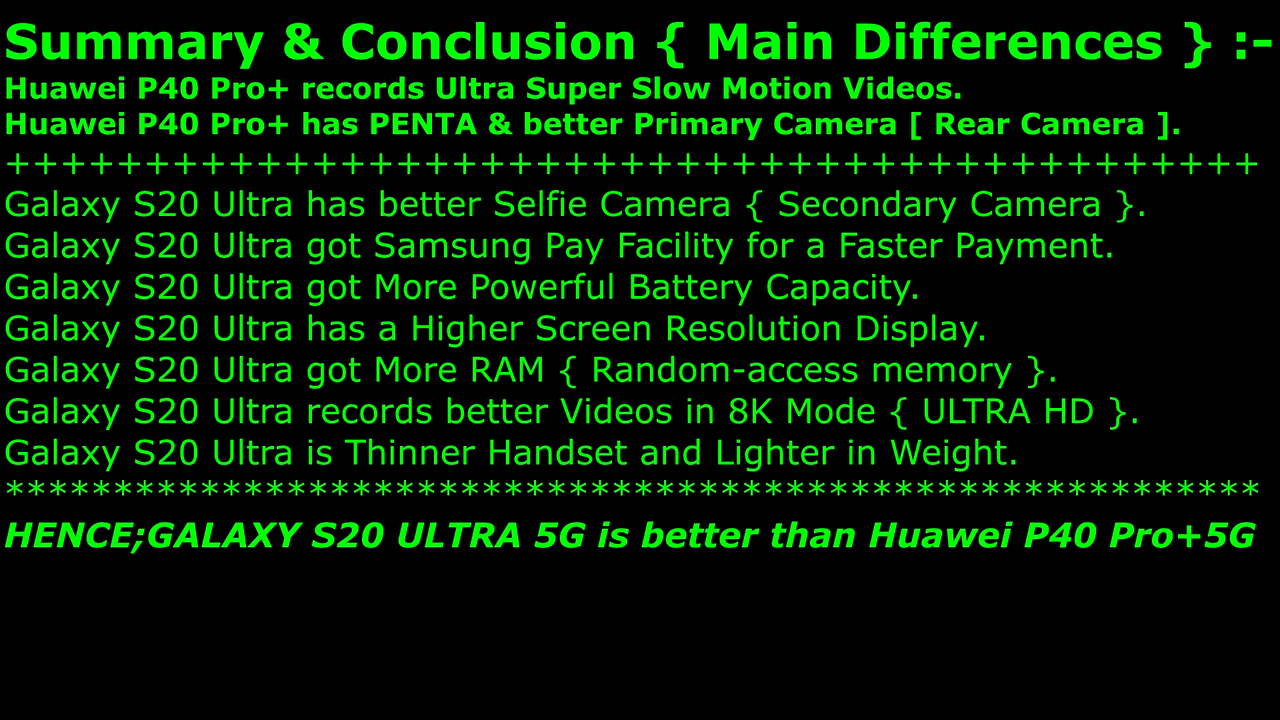 Summary & Conclusion { Main Differences } :-
Huawei P40 Pro+ records Ultra Super Slow Motion Videos.
Huawei P40 Pro+ has PENTA & better Primary Camera [ Rear Camera ].
+++++++++++++++++++++++++++++++++++++++++++++
Galaxy S20 Ultra has better Selfie Camera { Secondary Camera }.
Galaxy S20 Ultra got Samsung Pay Facility for a Faster Payment.
Galaxy S20 Ultra got More Powerful Battery Capacity.
Galaxy S20 Ultra has a Higher Screen Resolution Display.
Galaxy S20 Ultra got More RAM { Random-access memory }.
Galaxy S20 Ultra records better Videos in 8K Mode { ULTRA HD }.
Galaxy S20 Ultra is Thinner Handset and Lighter in Weight.
**********************************************************
HENCE;GALAXY S20 ULTRA 5G is better than Huawei P40 Pro+5G